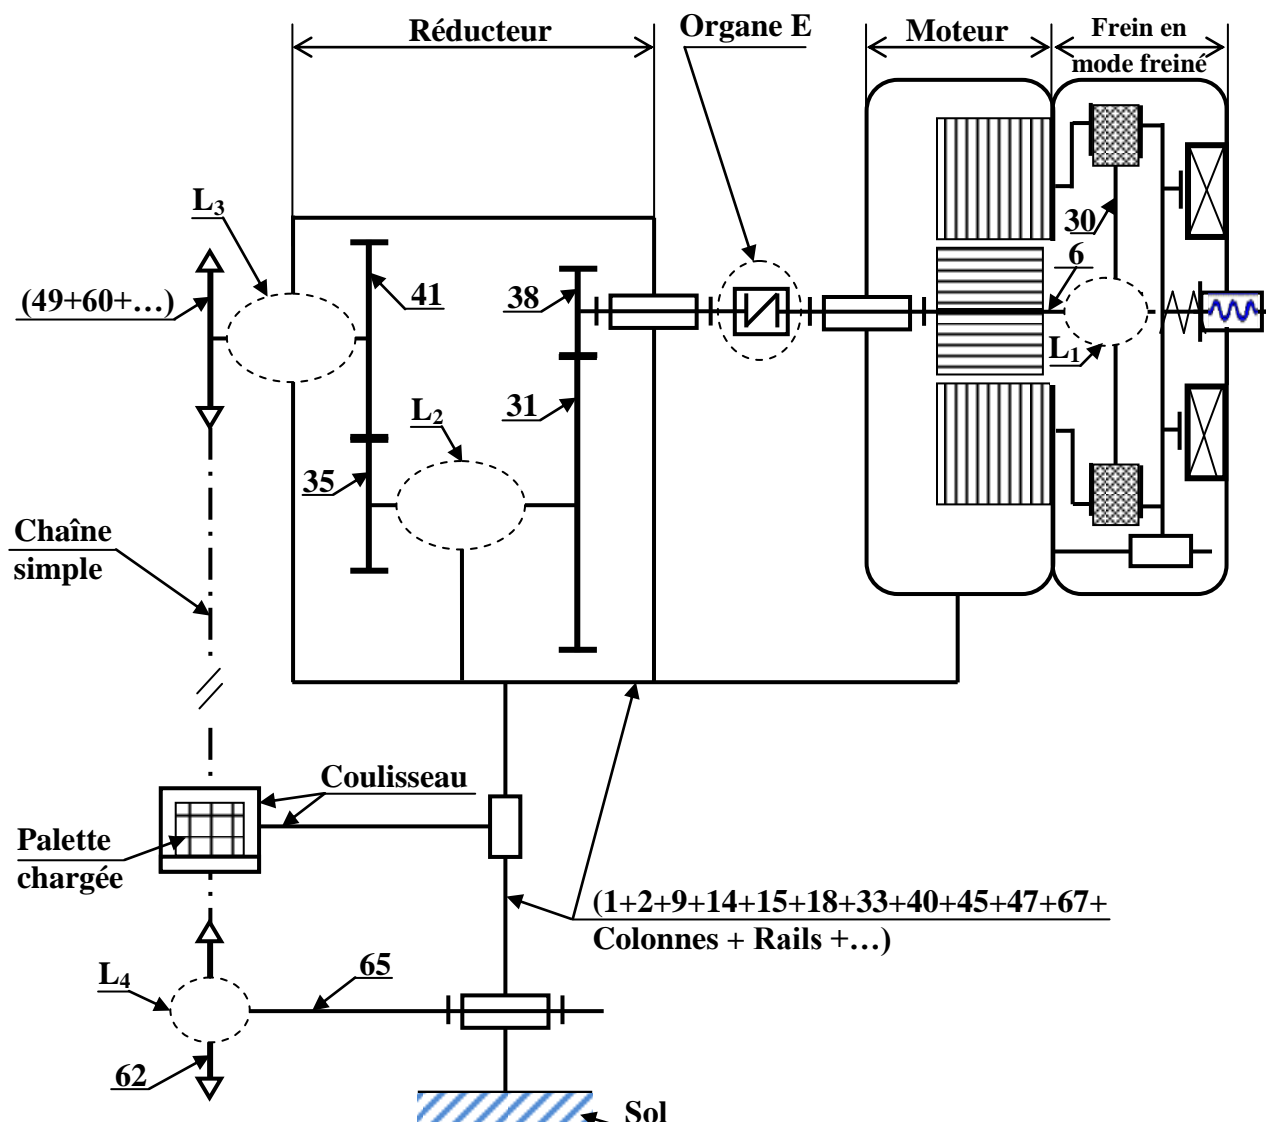 Réducteur
Organe E
Moteur
Frein en
mode freiné
L3
30
6
(49+60+…)
41
38
L1
L2
31
35
Chaîne
simple
Coulisseau
Palette
chargée
(1+2+9+14+15+18+33+40+45+47+67+
Colonnes + Rails +…)
L4
65
62
Sol